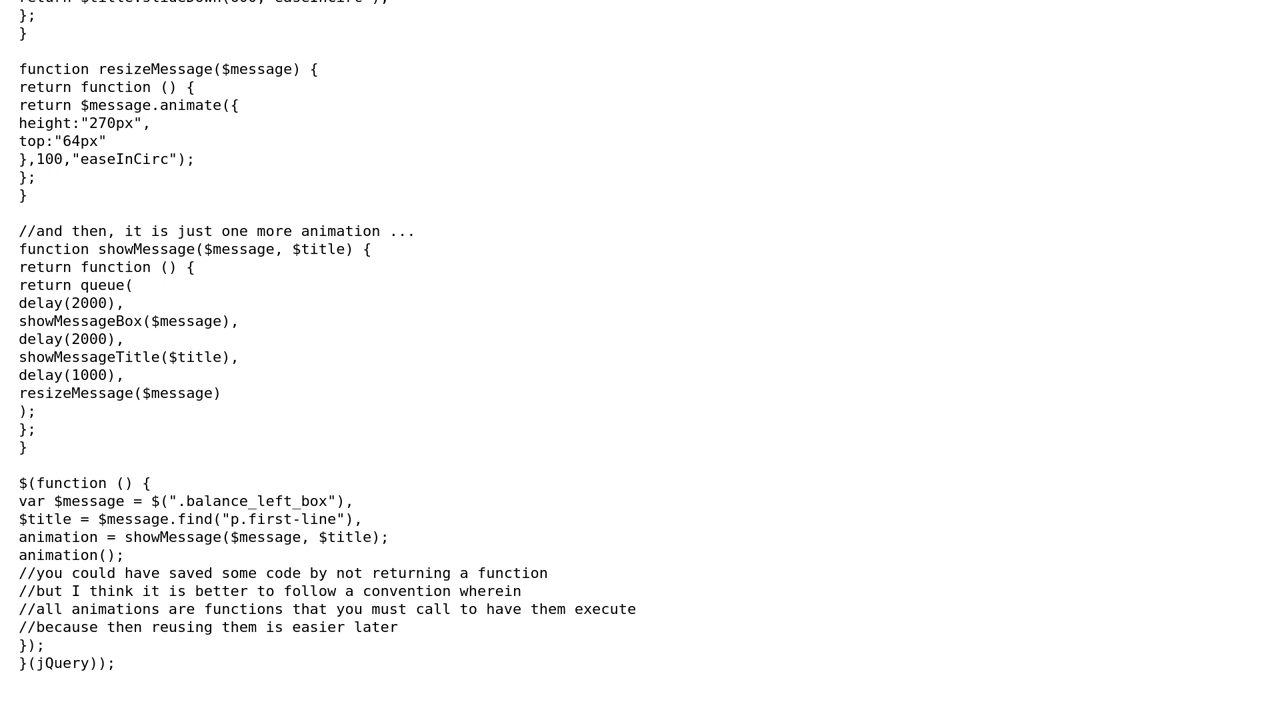 };
}
function resizeMessage($message) {
return function () {
return $message.animate({
height:"270px",
top:"64px"
},100,"easeInCirc");
};
}
//and then, it is just one more animation ...
function showMessage($message, $title) {
return function () {
return queue(
delay(2000),
showMessageBox($message),
delay(2000),
showMessageTitle($title),
delay(1000),
resizeMessage($message)
);
};
}
$(function () {
var $message = $(".balance_left_box"),
$title = $message.find("p.first-line"),
animation = showMessage($message, $title);
animation();
//you could have saved some code by not returning a function
//but I think it is better to follow a convention wherein
//all animations are functions that you must call to have them execute
//because then reusing them is easier later
});
}(jQuery));